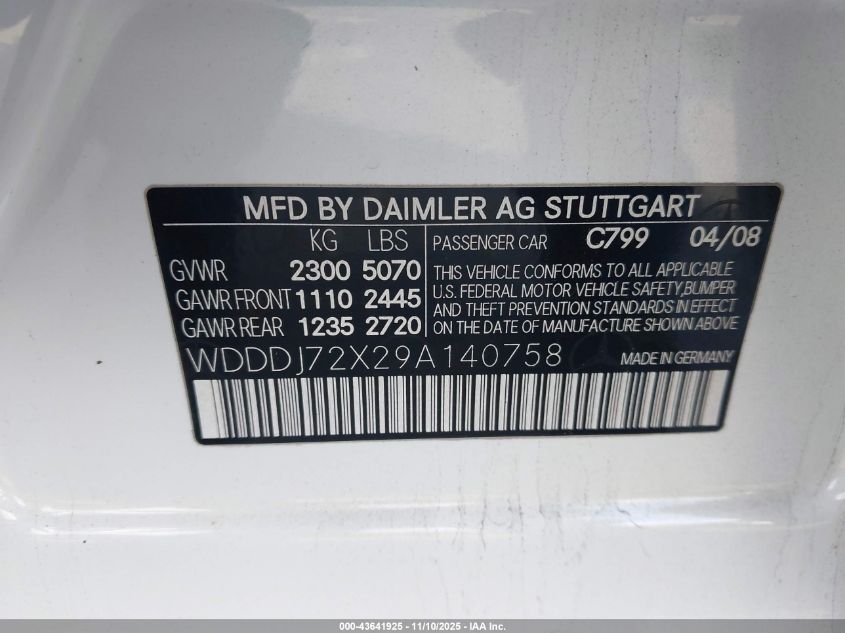 MFD BY DAIMLER AG STUTTGART
KG LBS
GVWR 2300 5070
GAWR FRONT 1110 2445
GAWR REAR 1235 2720
PASSENGER CAR C799 04/08
THIS VEHICLE CONFORMS TO ALL APPLICABLE
U.S. FEDERAL MOTOR VEHICLE SAFETY,BUMPER
AND THEFT PREVENTION STANDARDS IN EFFECT
ON THE DATE OF MANUFACTURE SHOWN ABOVE
WDDDJ72X29A140758 MADE IN GERMANY
000-43641925 - 11/10/2025 - IAA Inc.